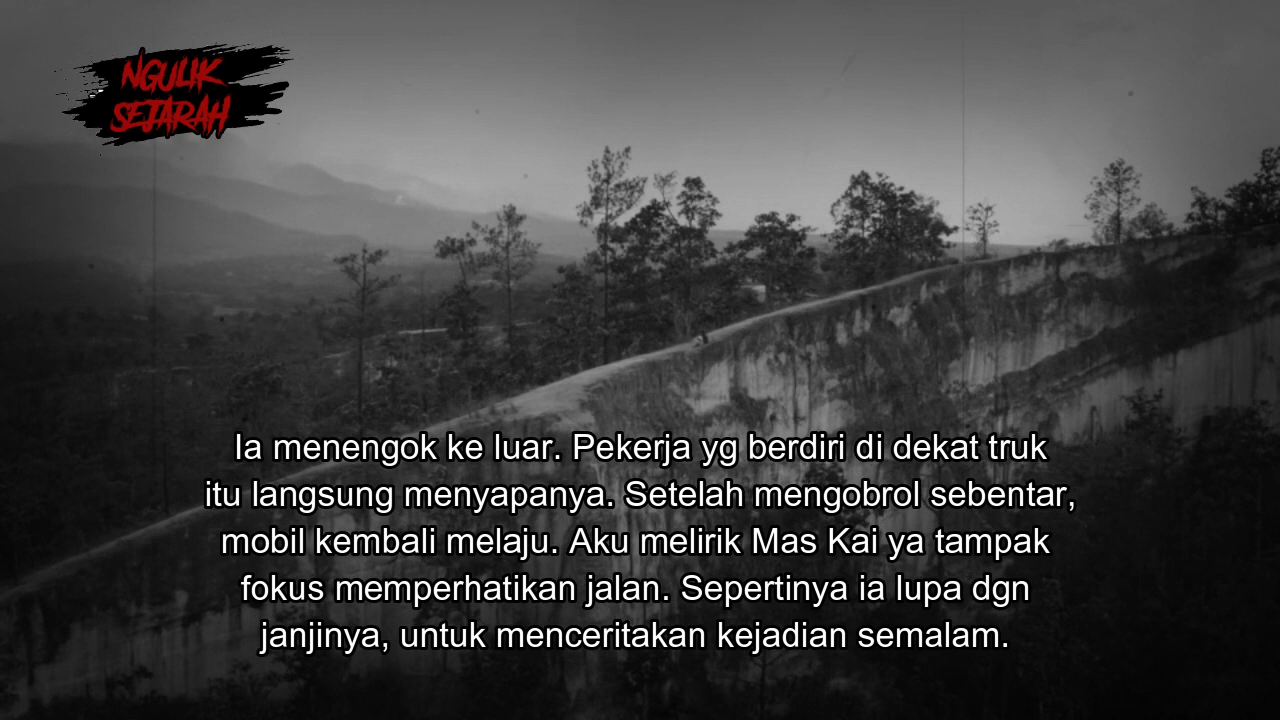 NGULIK
SEJARAH
Ia menengok ke luar. Pekerja yg berdiri di dekat truk
itu langsung menyapanya. Setelah mengobrol sebentar,
mobil kembali melaju. Aku melirik Mas Kai ya tampak
fokus memperhatikan jalan. Sepertinya ia lupa dgn
janjinya, untuk menceritakan kejadian semalam.